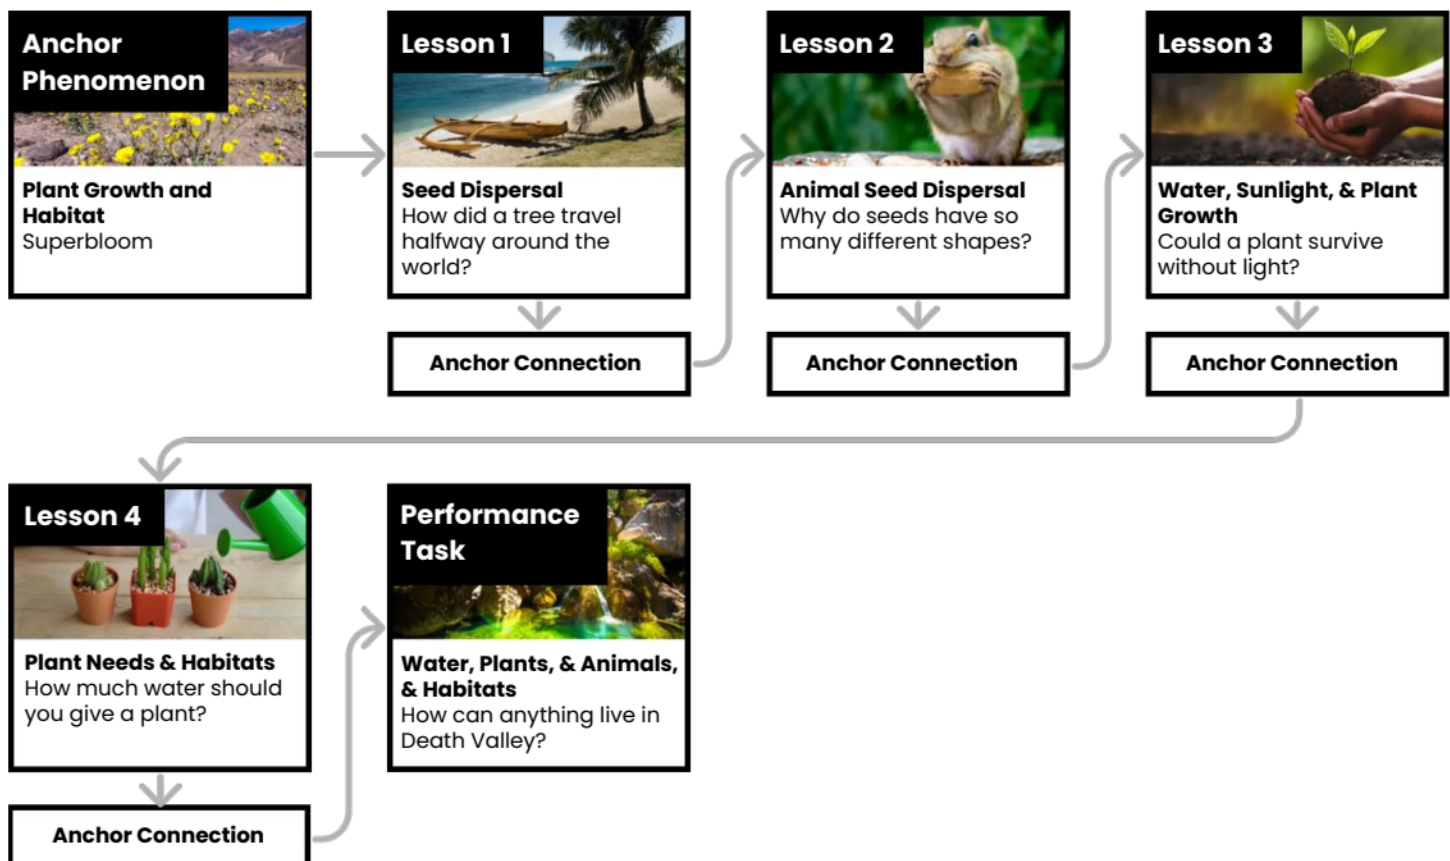 Anchor
Phenomenon
Plant Growth and
Habitat
Superbloom
Lesson 1
Seed Dispersal
How did a tree travel
halfway around the
world?
Anchor Connection
Lesson 2
Animal Seed Dispersal
Why do seeds have so
many different shapes?
Anchor Connection
Lesson 3
Water, Sunlight, & Plant
Growth
Could a plant survive
without light?
Anchor Connection
Lesson 4
Plant Needs & Habitats
How much water should
you give a plant?
Anchor Connection
Performance
Task
Water, Plants, & Animals,
& Habitats
How can anything live in
Death Valley?